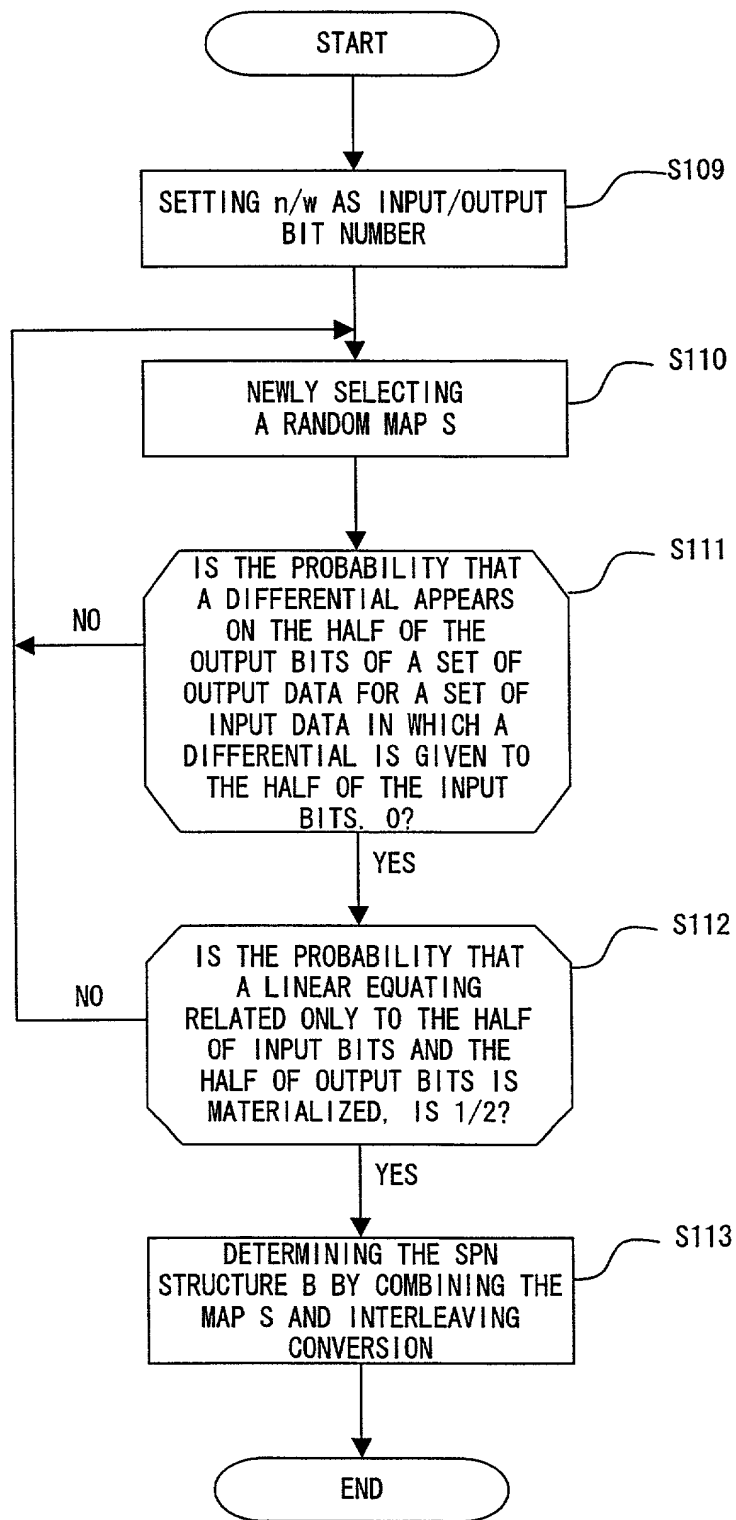 START
S109
SETTING n/w AS INPUT/OUTPUT
BIT NUMBER
S110
NEWLY SELECTING
A RANDOM MAP S
S111
IS THE PROBABILITY THAT
A DIFFERENTIAL APPEARS
ON THE HALF OF THE
OUTPUT BITS OF A SET OF
OUTPUT DATA FOR A SET OF
INPUT DATA IN WHICH A
DIFFERENTIAL IS GIVEN TO
THE HALF OF THE INPUT
BITS, 0?
NO
YES
S112
IS THE PROBABILITY THAT
A LINEAR EQUATING
RELATED ONLY TO THE HALF
OF INPUT BITS AND THE
HALF OF OUTPUT BITS IS
MATERIALIZED, IS 1/2?
NO
YES
S113
DETERMINING THE SPN
STRUCTURE B BY COMBINING THE
MAP S AND INTERLEAVING
CONVERSION
END